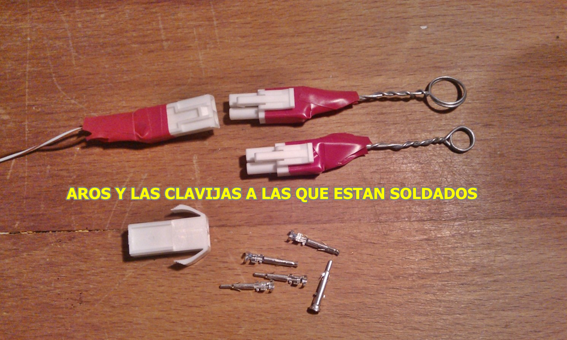 AROS Y LAS CLAVIJAS A LAS QUE ESTAN SOLDADOS